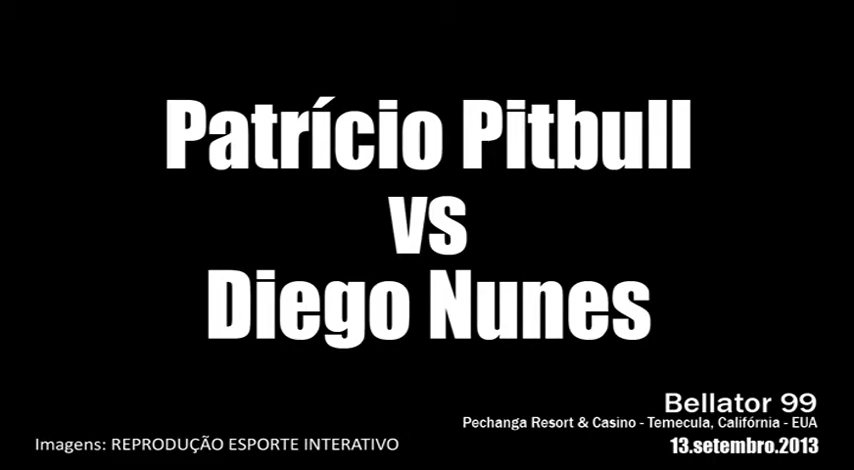 Patrício Pitbull
vs
Diego Nunes
Bellator 99
Pechanga Resort & Casino - Temecula, Califórnia - EUA
Imagens: REPRODUÇÃO ESPORTE INTERATIVO
13.setembro.2013